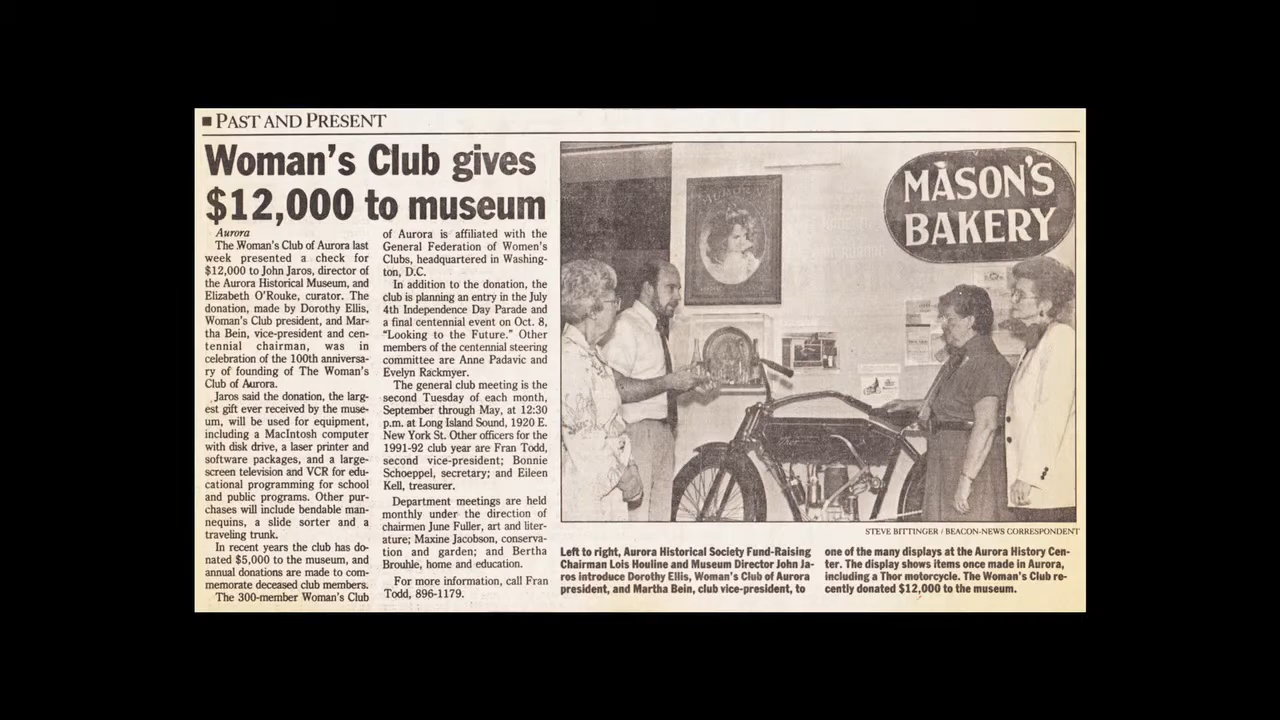 ■ PAST AND PRESENT
Woman's Club gives
$12,000 to museum
Aurora
The Woman's Club of Aurora last
week presented a check for
$12,000 to John Jaros, director of
the Aurora Historical Museum, and
Elizabeth O'Rouke, curator. The
donation, made by Dorothy Ellis,
Woman's Club president, and Mar-
tha Bein, vice-president and cen-
tennial chairman, was in
celebration of the 100th anniversa-
ry of founding of The Woman's
Club of Aurora.
Jaros said the donation, the larg-
est gift ever received by the muse-
um, will be used for equipment,
including a MacIntosh computer
with disk drive, a laser printer and
software packages, and a large-
screen television and VCR for edu-
cational programming for school
and public programs. Other pur-
chases will include bendable man-
nequins, a slide sorter and a
traveling trunk.
In recent years the club has do-
nated $5,000 to the museum, and
annual donations are made to com-
memorate deceased club members.
The 300-member Woman's Club
of Aurora is affiliated with the
General Federation of Women's
Clubs, headquartered in Washing-
ton, D.C.
In addition to the donation, the
club is planning an entry in the July
4th Independence Day Parade and
a final centennial event on Oct. 8,
"Looking to the Future." Other
members of the centennial steering
committee are Anne Padavic and
Evelyn Rackmyer.
The general club meeting is the
second Tuesday of each month,
September through May, at 12:30
p.m. at Long Island Sound, 1920 E.
New York St. Other officers for the
1991-92 club year are Fran Todd,
second vice-president; Bonnie
Schoeppel, secretary; and Eileen
Kell, treasurer.
Department meetings are held
monthly under the direction of
chairmen June Fuller, art and liter-
ature; Maxine Jacobson, conserva-
tion and garden; and Bertha
Brouhle, home and education.
For more information, call Fran
Todd, 896-1179.
AURORA
MASON'S
BAKERY
STEVE BITTINGER / BEACON-NEWS CORRESPONDENT
Left to right, Aurora Historical Society Fund-Raising
Chairman Lois Houline and Museum Director John Ja-
ros introduce Dorothy Ellis, Woman's Club of Aurora
president, and Martha Bein, club vice-president, to
one of the many displays at the Aurora History Cen-
ter. The display shows items once made in Aurora,
including a Thor motorcycle. The Woman's Club re-
cently donated $12,000 to the museum.